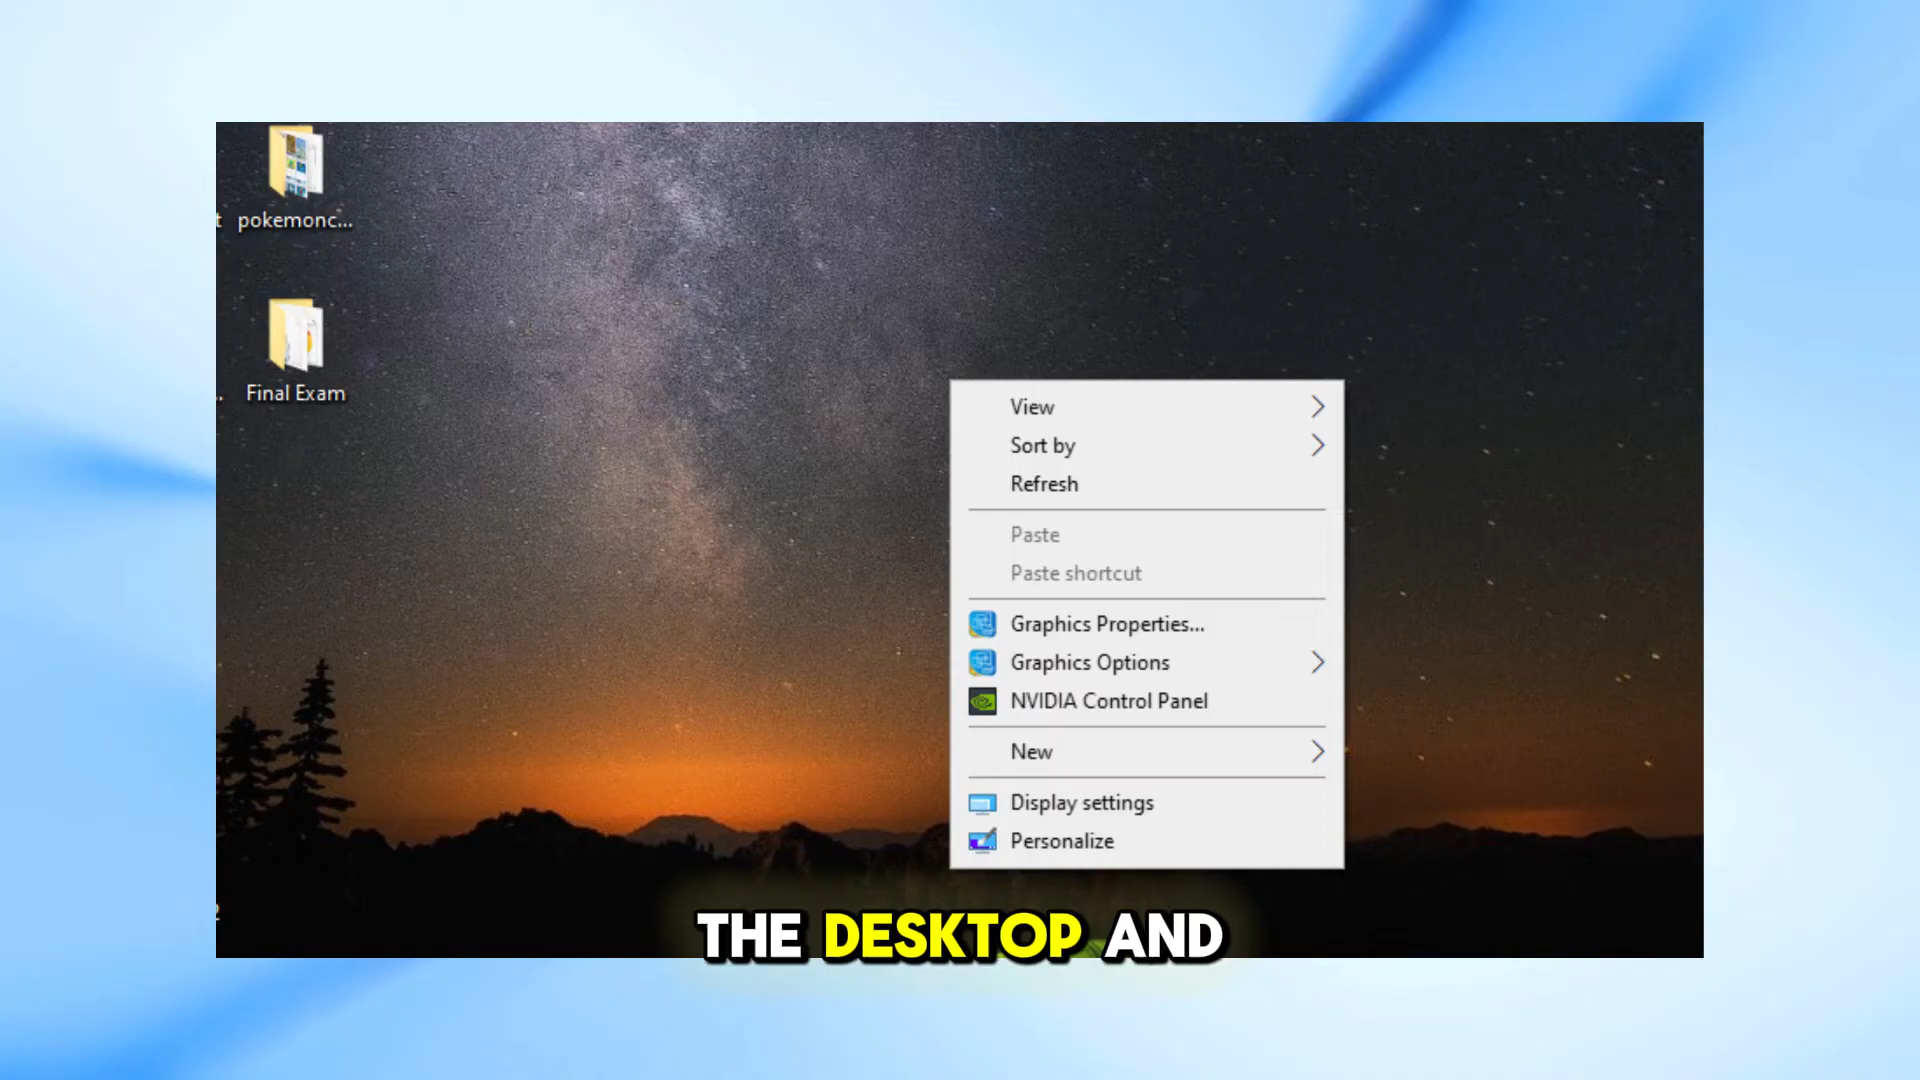 t pokemonc...
Final Exam
View
Sort by
Refresh
Paste
Paste shortcut
Graphics Properties...
Graphics Options
NVIDIA Control Panel
New
Display settings
Personalize
THE DESKTOP AND